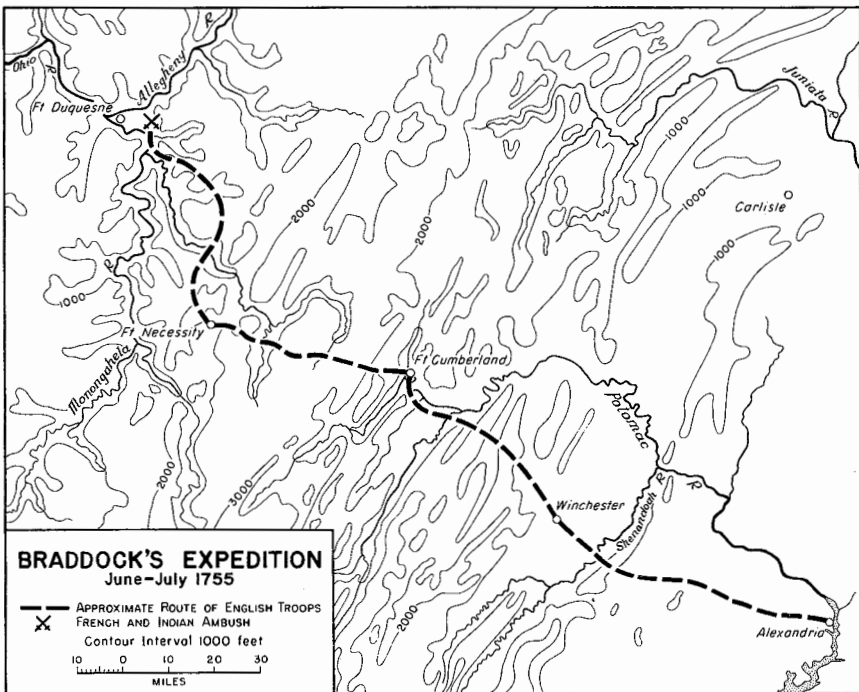 Ohio R
Allegheny R
Ft Duquesne
Juniata R
1000
2000
2000
1000
Carlisle
1000
R
1000
Ft Necessity
Ft Cumberland
Monongahela
Potomac R
2000
3000
2000
Winchester
Shenandoah R
2000
Alexandria
BRADDOCK'S EXPEDITION
June-July 1755
APPROXIMATE ROUTE OF ENGLISH TROOPS
FRENCH AND INDIAN AMBUSH
Contour Interval 1000 feet
10 0 10 20 30
MILES